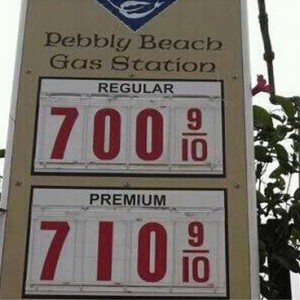 Pebbly Beach
Gas Station
REGULAR
700 9/10
PREMIUM
710 9/10